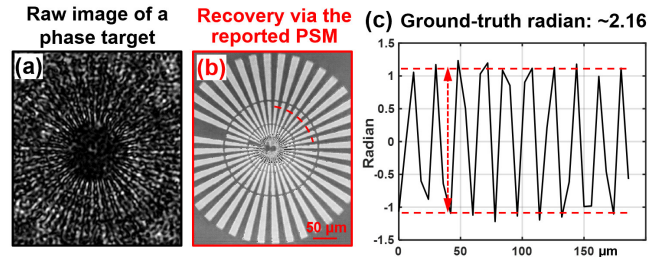 Raw image of a
phase target
Recovery via the
reported PSM
(c) Ground-truth radian: ~2.16
(a)
(b)
50 µm
Radian
1.5
1
0.5
0
-0.5
-1
-1.5
0 50 100 150 µm